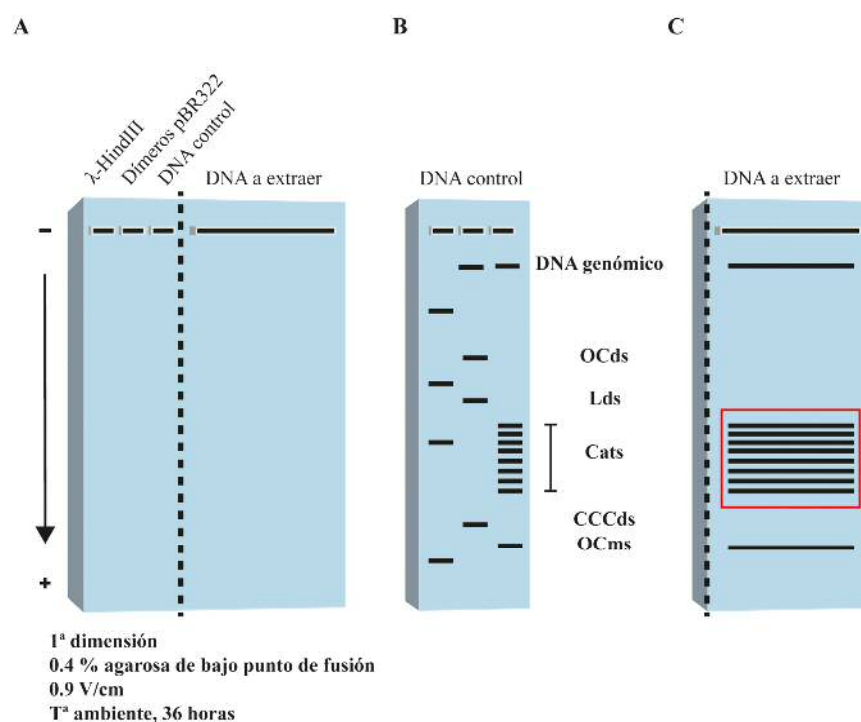 A
B
C
λ-HindIII
Dímeros pBR322
DNA control
DNA a extraer
DNA control
DNA a extraer
-
+
DNA genómico
OCds
Lds
Cats
CCCds
OCms
1ª dimensión
0.4 % agarosa de bajo punto de fusión
0.9 V/cm
Tª ambiente, 36 horas